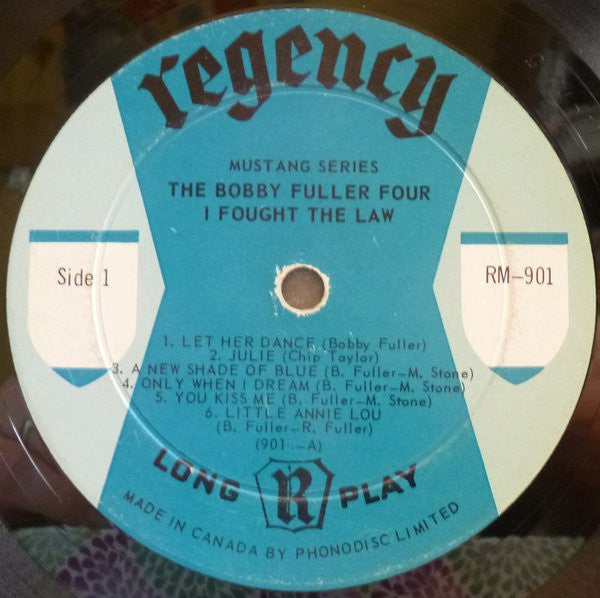 regency
MUSTANG SERIES
THE BOBBY FULLER FOUR
I FOUGHT THE LAW
Side 1
RM-901
1. LET HER DANCE (Bobby Fuller)
2. JULIE (Chip Taylor)
3. A NEW SHADE OF BLUE (B. Fuller-M. Stone)
4. ONLY WHEN I DREAM (B. Fuller-M. Stone)
5. YOU KISS ME (B. Fuller-M. Stone)
6. LITTLE ANNIE LOU
(B. Fuller-R. Fuller)
(901-A)
LONG R PLAY
MADE IN CANADA BY PHONODISC LIMITED